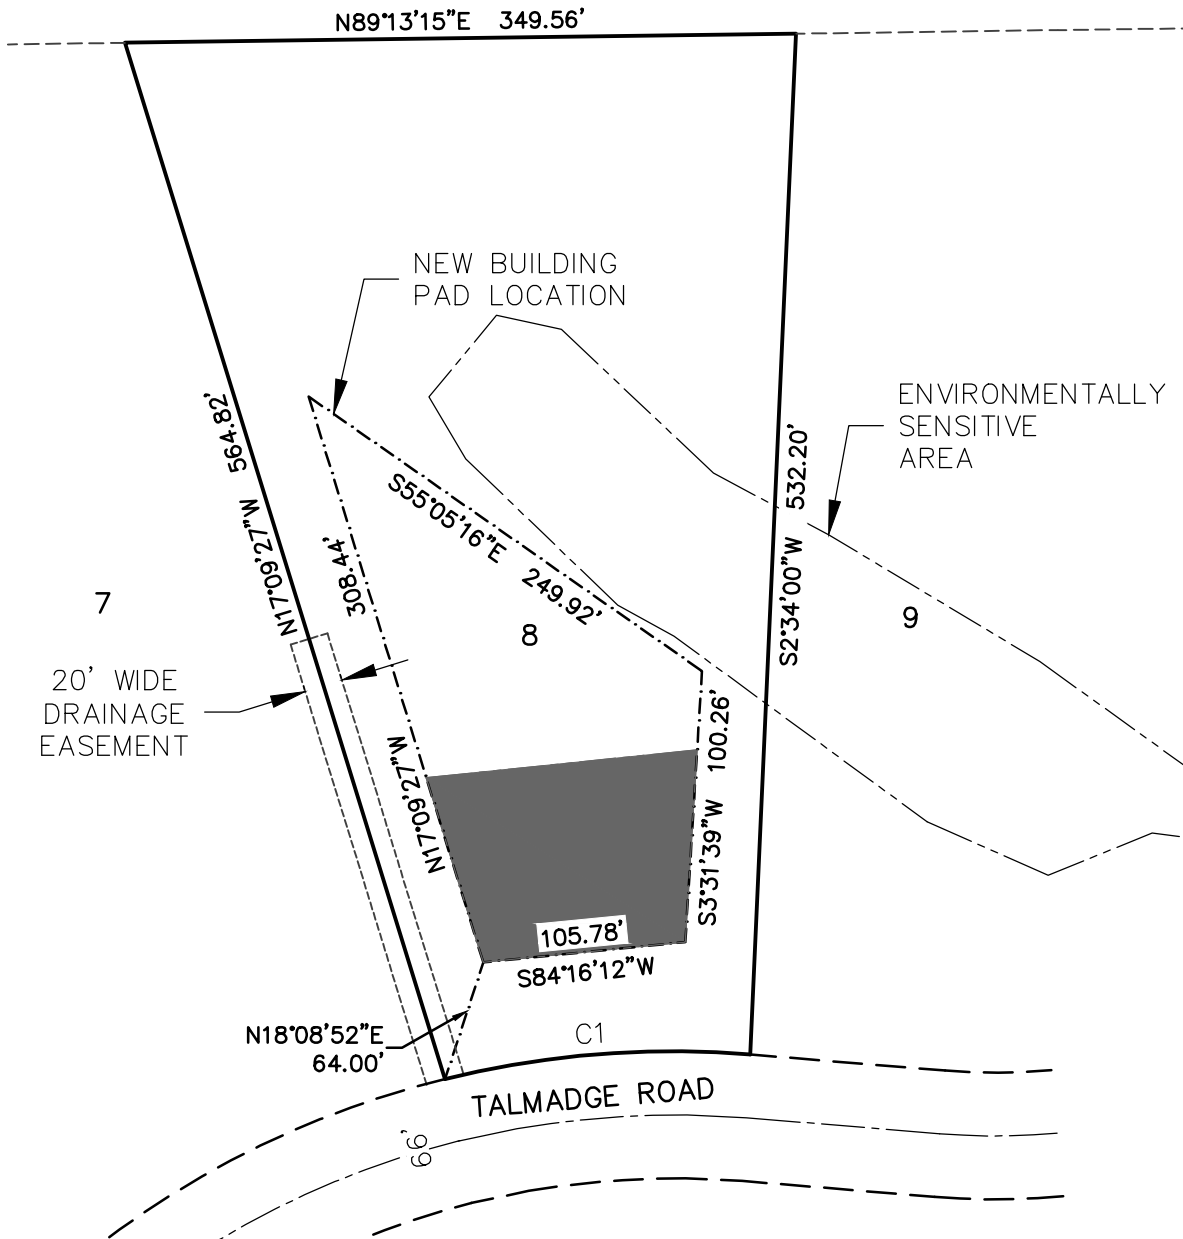 N89°13'15"E 349.56'
NEW BUILDING
PAD LOCATION
ENVIRONMENTALLY
SENSITIVE
AREA
N17°09'27"W 564.82'
S2°34'00"W 532.20'
S55°05'16"E 249.92'
308.44'
N17°09'27"W
7
8
9
20' WIDE
DRAINAGE
EASEMENT
S3°31'39"W 100.26'
105.78'
S84°16'12"W
N18°08'52"E
64.00'
C1
TALMADGE ROAD
66'